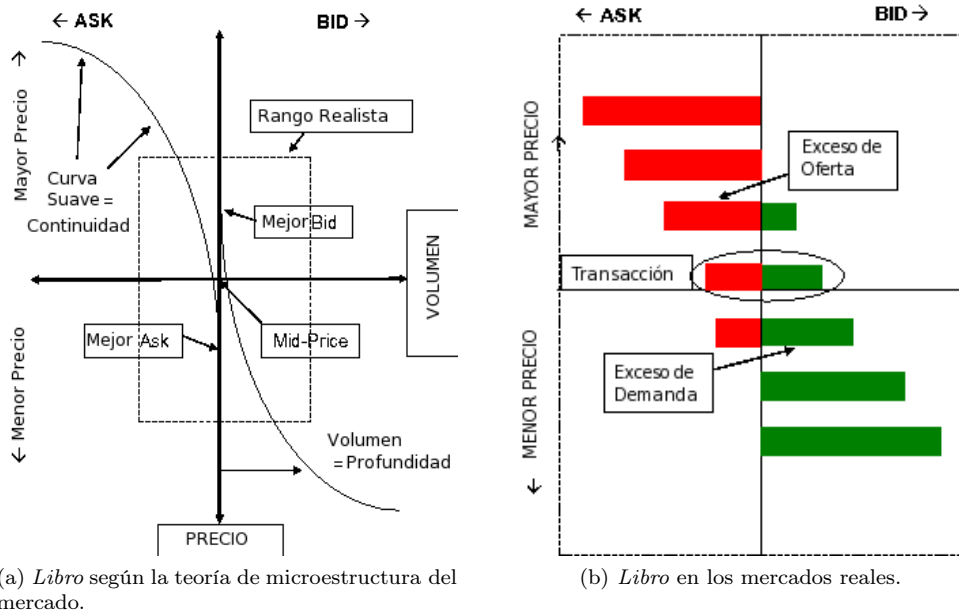 ← ASK
BID →
Mayor Precio →
Rango Realista
Curva
Suave =
Continuidad
Mejor Bid
VOLUMEN
Mejor Ask
Mid-Price
← Menor Precio
Volumen
=Profundidad
PRECIO
(a) Libro según la teoría de microestructura del
mercado.
← ASK
BID →
MAYOR PRECIO →
Exceso de
Oferta
Transacción
Exceso de
Demanda
← MENOR PRECIO
(b) Libro en los mercados reales.